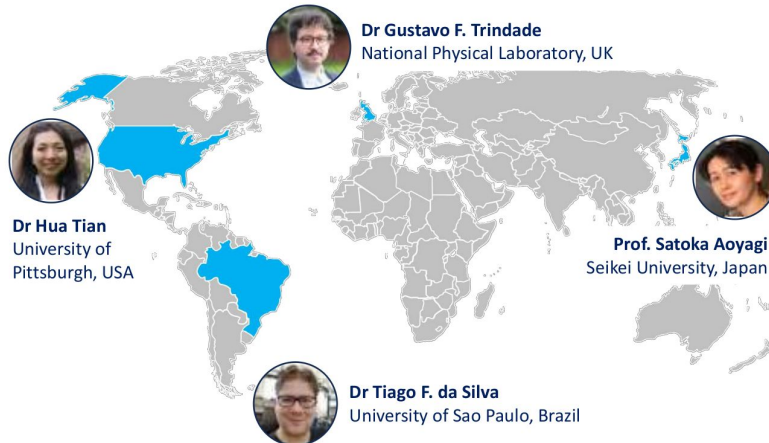 Dr Gustavo F. Trindade
National Physical Laboratory, UK
Dr Hua Tian
University of
Pittsburgh, USA
Prof. Satoka Aoyagi
Seikei University, Japan
Dr Tiago F. da Silva
University of Sao Paulo, Brazil